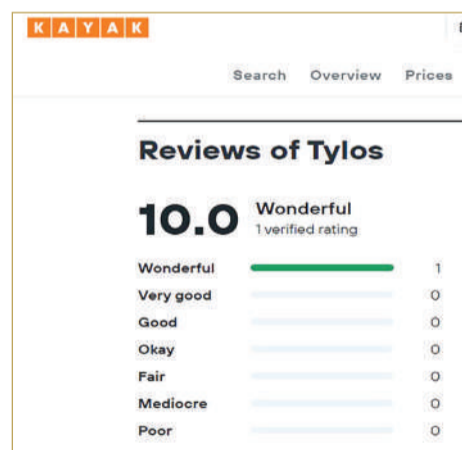 KAYAK
Search Overview Prices
Reviews of Tylos
10.0 Wonderful
1 verified rating
Wonderful 1
Very good 0
Good 0
Okay 0
Fair 0
Mediocre 0
Poor 0